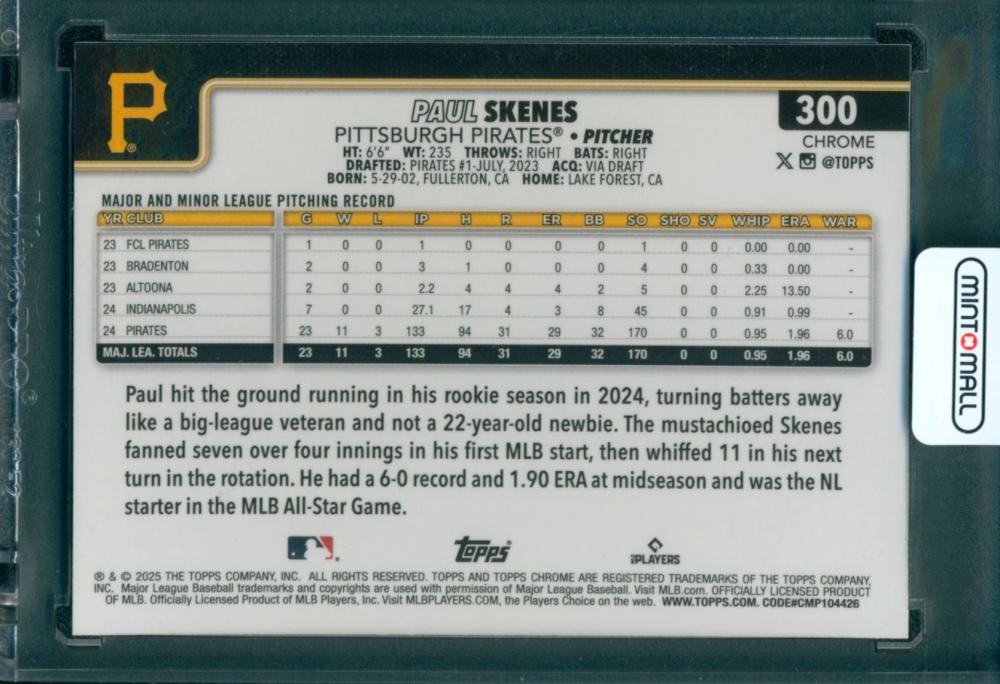 P
®
PAUL SKENES
PITTSBURGH PIRATES® • PITCHER
HT: 6'6" WT: 235 THROWS: RIGHT BATS: RIGHT
DRAFTED: PIRATES #1-JULY, 2023 ACQ: VIA DRAFT
BORN: 5-29-02, FULLERTON, CA HOME: LAKE FOREST, CA
300
CHROME
X @TOPPS
MAJOR AND MINOR LEAGUE PITCHING RECORD
YR CLUB G W L IP H R ER BB SO SHO SV WHIP ERA WAR
23 FCL PIRATES 1 0 0 1 0 0 0 0 1 0 0 0.00 0.00 -
23 BRADENTON 2 0 0 3 1 0 0 0 4 0 0 0.33 0.00 -
23 ALTOONA 2 0 0 2.2 4 4 4 2 5 0 0 2.25 13.50 -
24 INDIANAPOLIS 7 0 0 27.1 17 4 3 8 45 0 0 0.91 0.99 -
24 PIRATES 23 11 3 133 94 31 29 32 170 0 0 0.95 1.96 6.0
MAJ. LEA. TOTALS 23 11 3 133 94 31 29 32 170 0 0 0.95 1.96 6.0
Paul hit the ground running in his rookie season in 2024, turning batters away
like a big-league veteran and not a 22-year-old newbie. The mustachioed Skenes
fanned seven over four innings in his first MLB start, then whiffed 11 in his next
turn in the rotation. He had a 6-0 record and 1.90 ERA at midseason and was the NL
starter in the MLB All-Star Game.
Topps
PLAYERS
® & © 2025 THE TOPPS COMPANY, INC. ALL RIGHTS RESERVED. TOPPS AND TOPPS CHROME ARE REGISTERED TRADEMARKS OF THE TOPPS COMPANY,
INC. Major League Baseball trademarks and copyrights are used with permission of Major League Baseball. Visit MLB.com. OFFICIALLY LICENSED PRODUCT
OF MLB. Officially Licensed Product of MLB Players, Inc. Visit MLBPLAYERS.COM, the Players Choice on the web. WWW.TOPPS.COM. CODE#CMP104426
MINTOMALL